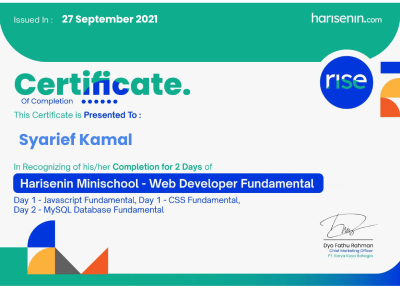 Issued In : 27 September 2021
harisenin.com
Certificate.
Of Completion
rise
This Certificate is Presented To :
Syarief Kamal
In Recognizing of his/her Completion for 2 Days of
Harisenin Minischool - Web Developer Fundamental
Day 1 - Javascript Fundamental, Day 1 - CSS Fundamental,
Day 2 - MySQL Database Fundamental
Dyo Fathu Rahman
Chief Marketing Officer
PT. Karya Kaya Bahagia